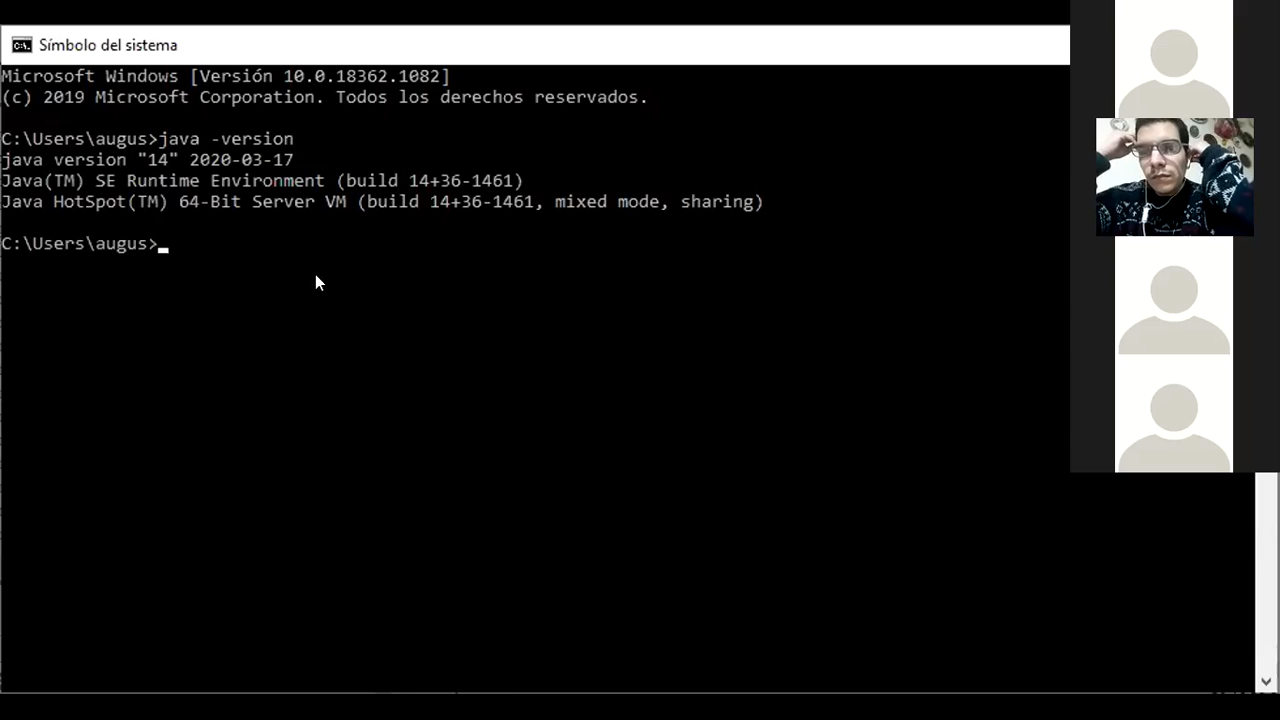 Símbolo del sistema
Microsoft Windows [Versión 10.0.18362.1082]
(c) 2019 Microsoft Corporation. Todos los derechos reservados.
C:\Users\augus>java -version
java version "14" 2020-03-17
Java(TM) SE Runtime Environment (build 14+36-1461)
Java HotSpot(TM) 64-Bit Server VM (build 14+36-1461, mixed mode, sharing)
C:\Users\augus>